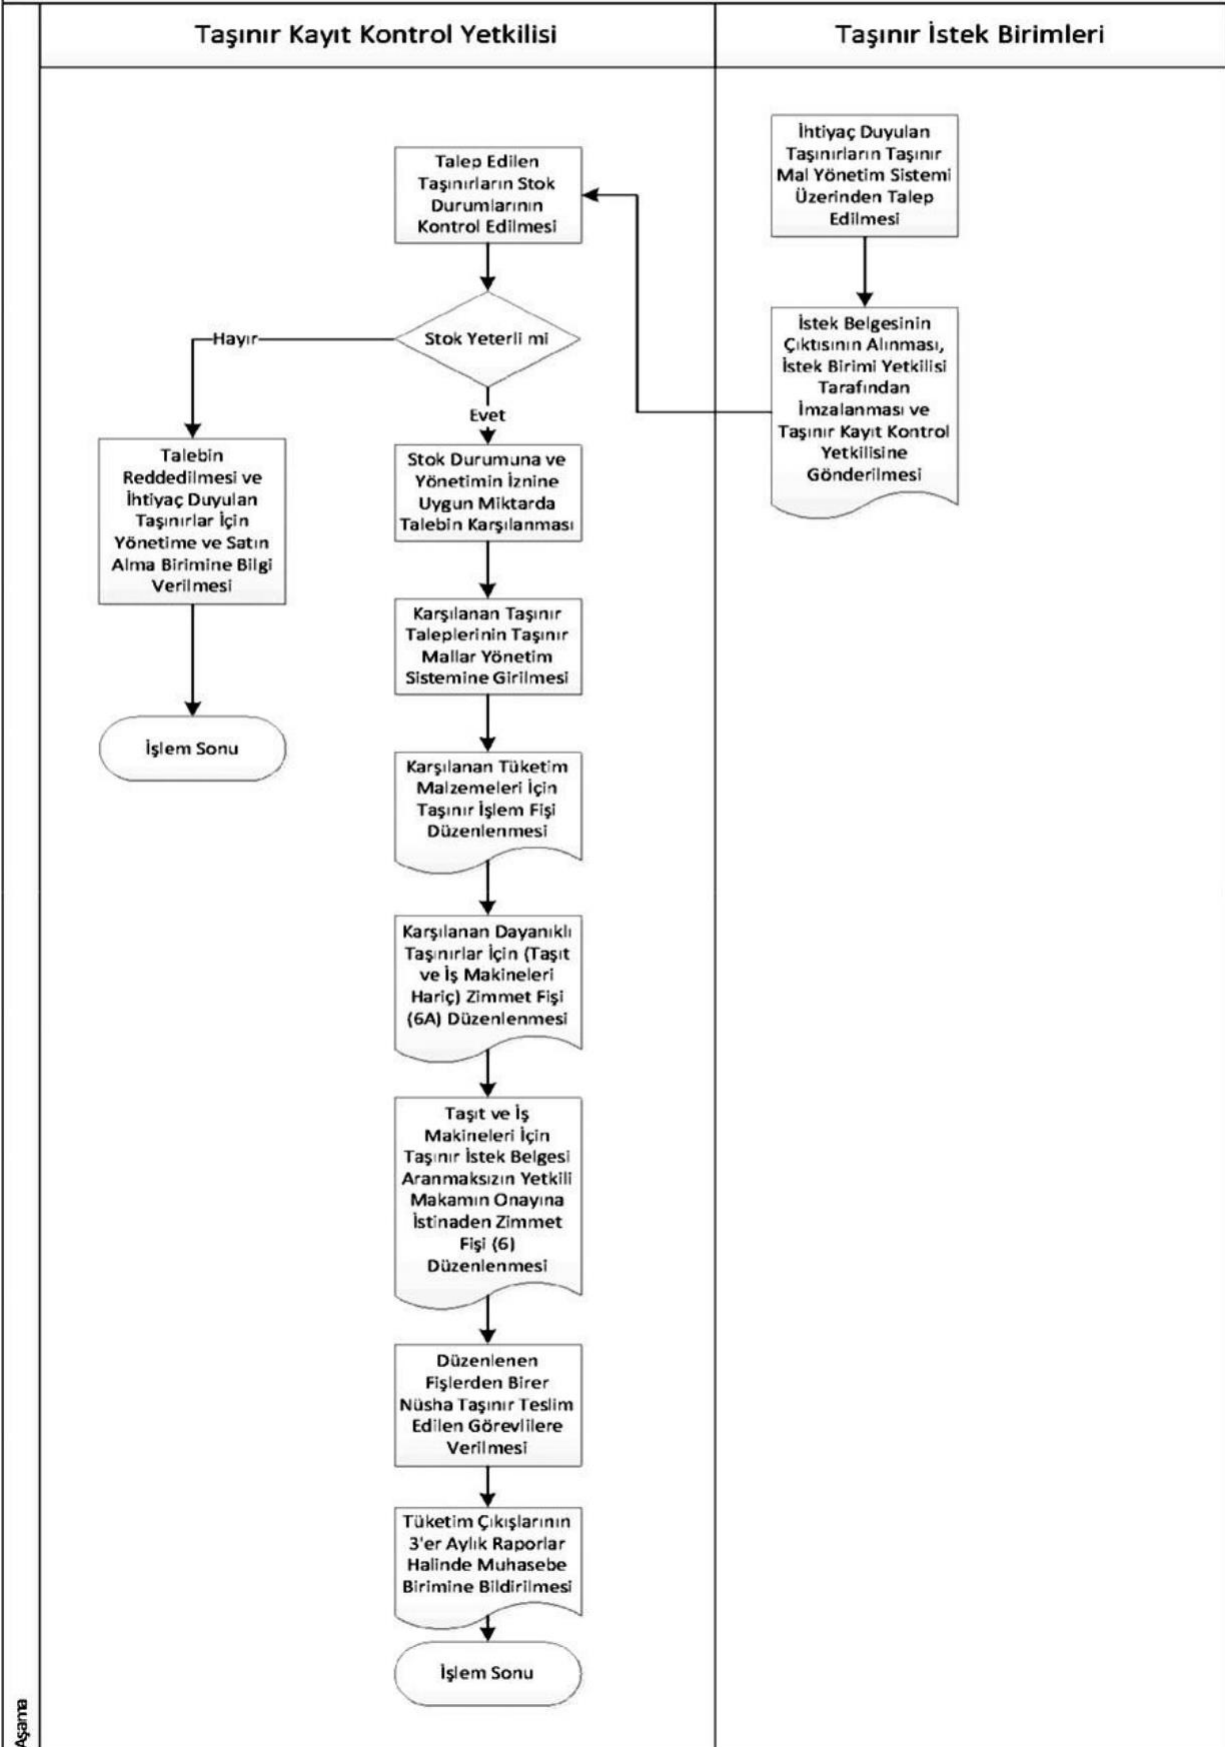 Taşınır Kayıt Kontrol Yetkilisi
Taşınır İstek Birimleri
İhtiyaç Duyulan
Taşınırların Taşınır
Mal Yönetim Sistemi
Üzerinden Talep
Edilmesi
İstek Belgesinin
Çıktısının Alınması,
İstek Birimi Yetkilisi
Tarafından
İmzalanması ve
Taşınır Kayıt Kontrol
Yetkilisine
Gönderilmesi
Talep Edilen
Taşınırların Stok
Durumlarının
Kontrol Edilmesi
Stok Yeterli mi
Hayır
Talebin
Reddedilmesi ve
İhtiyaç Duyulan
Taşınırlar İçin
Yönetime ve Satın
Alma Birimine Bilgi
Verilmesi
İşlem Sonu
Evet
Stok Durumuna ve
Yönetimin İznine
Uygun Miktarda
Talebin Karşılanması
Karşılanan Taşınır
Taleplerinin Taşınır
Mallar Yönetim
Sistemine Girilmesi
Karşılanan Tüketim
Malzemeleri İçin
Taşınır İşlem Fişi
Düzenlenmesi
Karşılanan Dayanıklı
Taşınırlar İçin (Taşıt
ve İş Makineleri
Hariç) Zimmet Fişi
(6A) Düzenlenmesi
Taşıt ve İş
Makineleri İçin
Taşınır İstek Belgesi
Aranmaksızın Yetkili
Makamın Onayına
İstinaden Zimmet
Fişi (6)
Düzenlenmesi
Düzenlenen
Fişlerden Birer
Nüsha Taşınır Teslim
Edilen Görevlilere
Verilmesi
Tüketim Çıkışlarının
3'er Aylık Raporlar
Halinde Muhasebe
Birimine Bildirilmesi
İşlem Sonu
Aşama